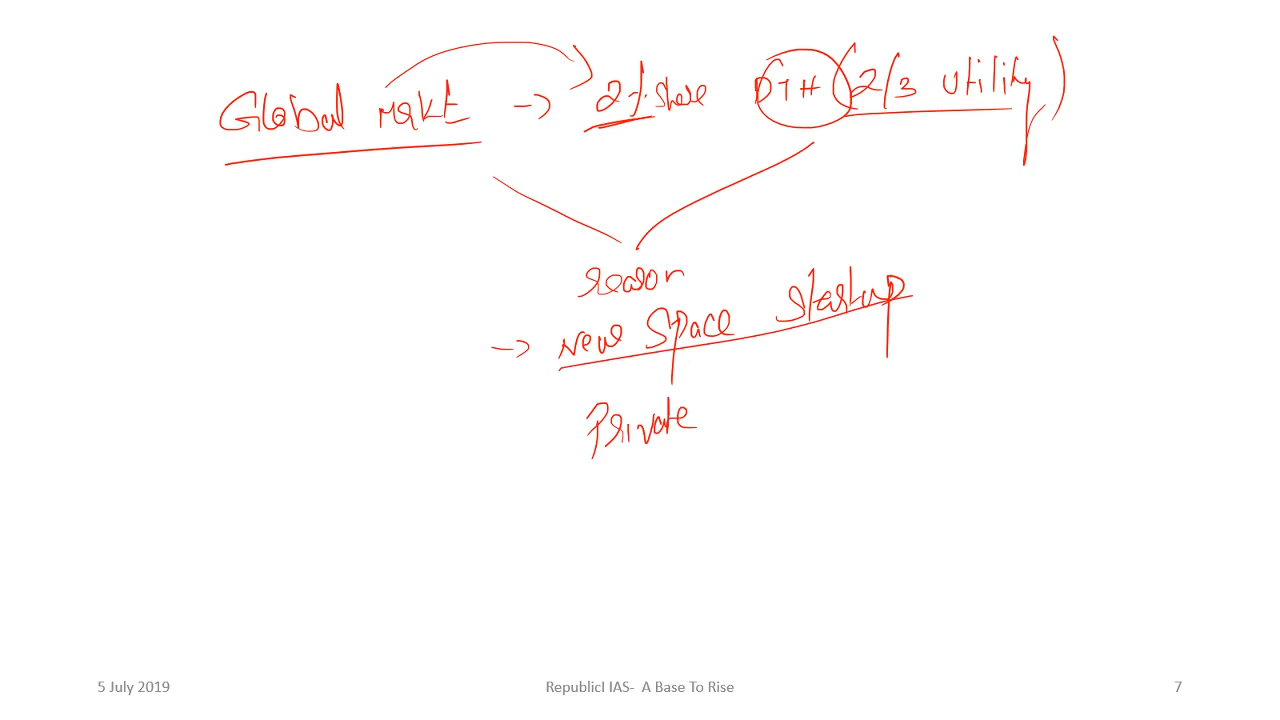 Global Markt → 2% share DTH (2/3 utility)
reason
→ New Space startup
Private
5 July 2019 RepublicI IAS- A Base To Rise 7